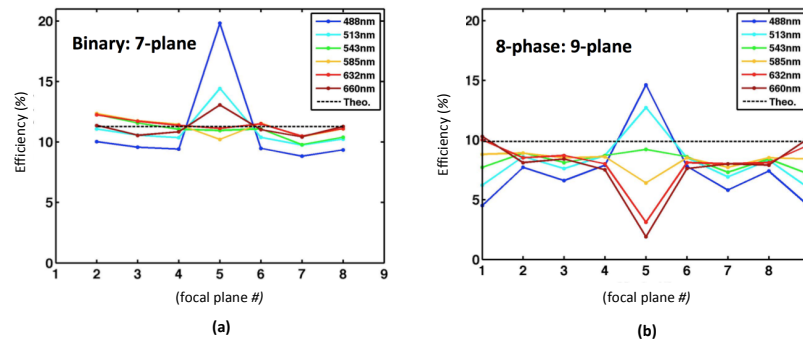 Binary: 7-plane
Efficiency (%)
20
15
10
5
0
1 2 3 4 5 6 7 8 9
(focal plane #)
488nm
513nm
543nm
585nm
632nm
660nm
Theo.
(a)
8-phase: 9-plane
Efficiency (%)
20
15
10
5
0
1 2 3 4 5 6 7 8
(focal plane #)
488nm
513nm
543nm
585nm
632nm
660nm
Theo.
(b)